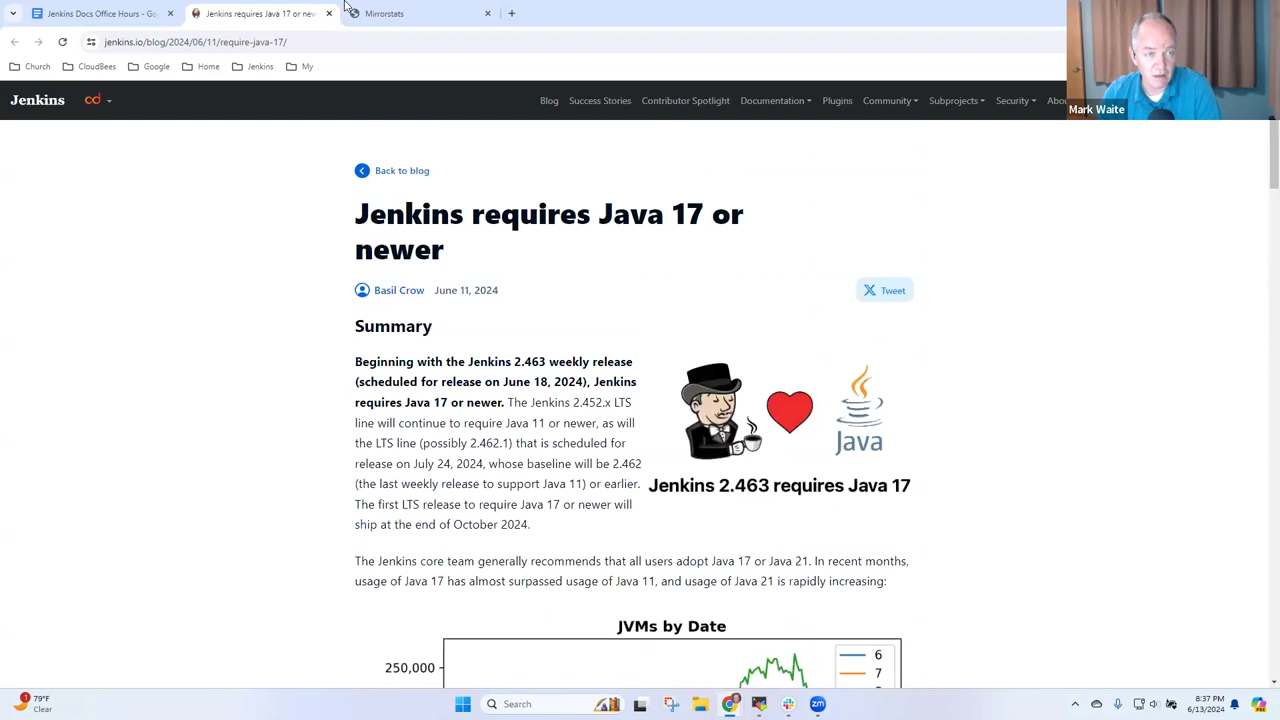 Jenkins Docs Office Hours - Go
Jenkins requires Java 17 or new
Mirrorstats
jenkins.io/blog/2024/06/11/require-java-17/
Church
CloudBees
Google
Home
Jenkins
My
Jenkins
cd
Blog
Success Stories
Contributor Spotlight
Documentation
Plugins
Community
Subprojects
Security
Abou
Mark Waite
Back to blog
Jenkins requires Java 17 or
newer
Basil Crow June 11, 2024
Tweet
Summary
Beginning with the Jenkins 2.463 weekly release
(scheduled for release on June 18, 2024), Jenkins
requires Java 17 or newer. The Jenkins 2.452.x LTS
line will continue to require Java 11 or newer, as will
the LTS line (possibly 2.462.1) that is scheduled for
release on July 24, 2024, whose baseline will be 2.462
(the last weekly release to support Java 11) or earlier.
The first LTS release to require Java 17 or newer will
ship at the end of October 2024.
Java
Jenkins 2.463 requires Java 17
The Jenkins core team generally recommends that all users adopt Java 17 or Java 21. In recent months,
usage of Java 17 has almost surpassed usage of Java 11, and usage of Java 21 is rapidly increasing:
JVMs by Date
250,000
6
7
1
79°F
Clear
Search
zm
8:37 PM
6/13/2024